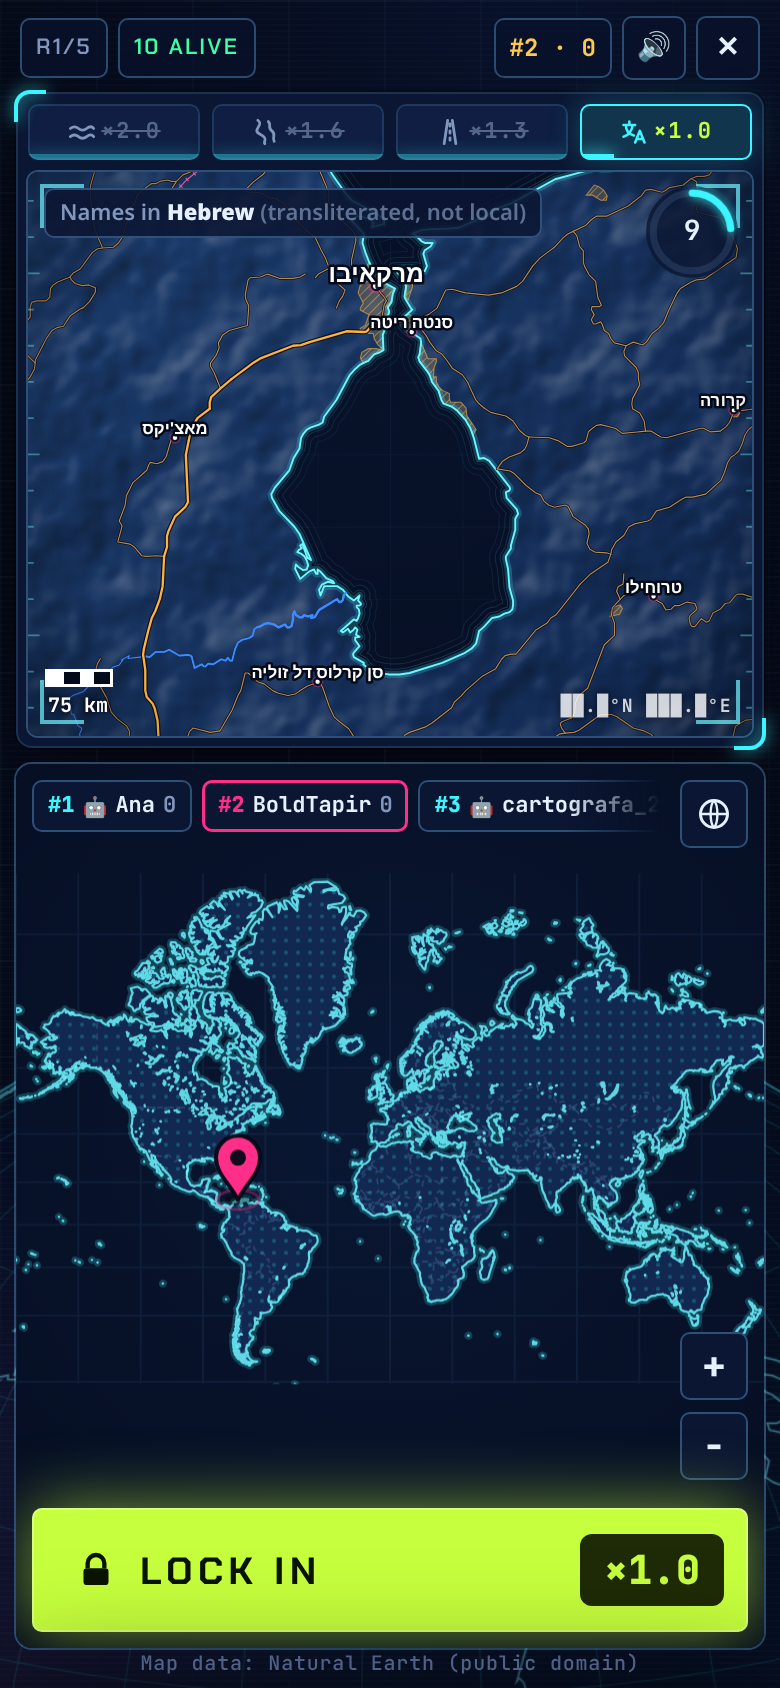 R1/5
10 ALIVE
#2 · 0
×2.0
×1.6
×1.3
×1.0
Names in Hebrew (transliterated, not local)
9
מרקאיבו
סנטה ריטה
קרורה
מאצ'יקס
טרוחילו
סן קרלוס דל זוליה
75 km
°N
°E
#1 Ana 0
#2 BoldTapir 0
#3 cartografa_2
+
-
LOCK IN
×1.0
Map data: Natural Earth (public domain)